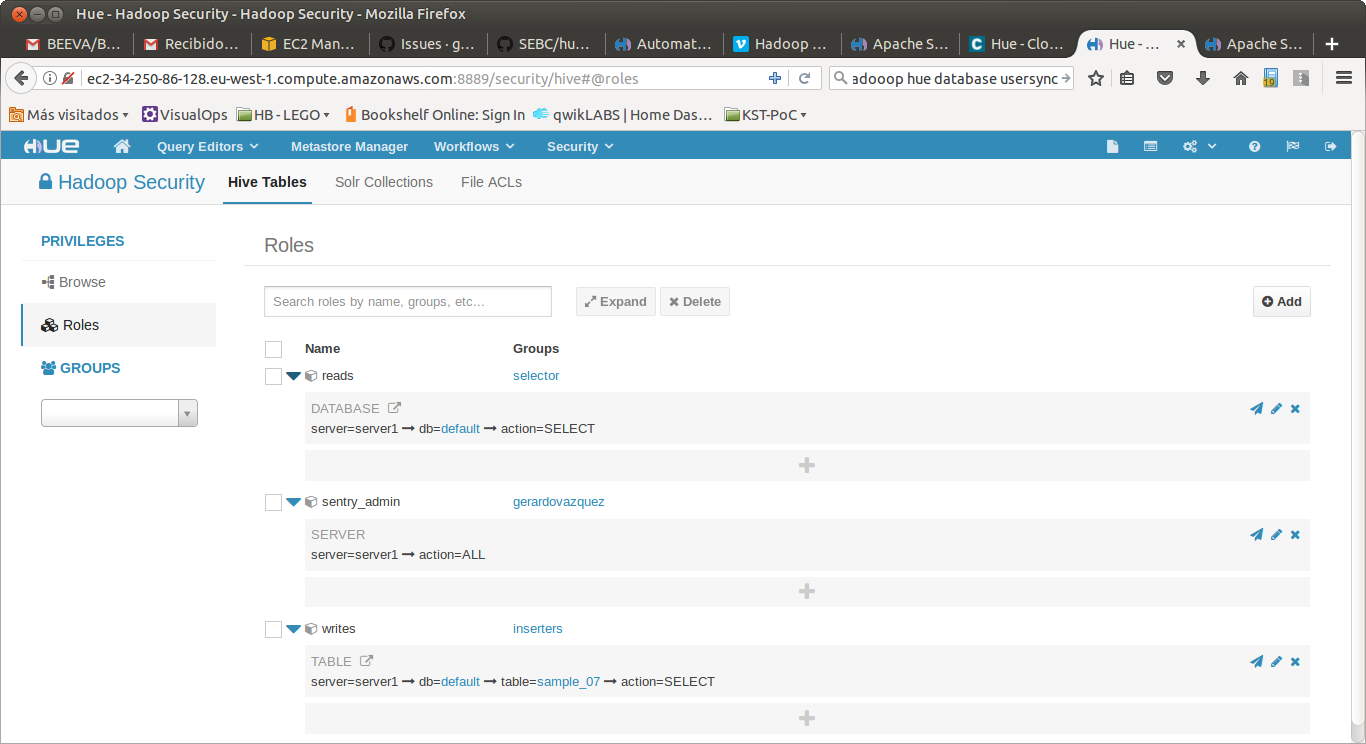 Hue - Hadoop Security - Hadoop Security - Mozilla Firefox
BEEVA/B... Recibido... EC2 Man... Issues · g... SEBC/hu... Automat... Hadoop ... Apache S... Hue - Clo... Hue - ... Apache S...
ec2-34-250-86-128.eu-west-1.compute.amazonaws.com:8889/security/hive#@roles adooop hue database usersync
19
Más visitados VisualOps HB - LEGO Bookshelf Online: Sign In qwikLABS | Home Das... KST-PoC
HUE Query Editors Metastore Manager Workflows Security
Hadoop Security Hive Tables Solr Collections File ACLs
PRIVILEGES
Browse
Roles
GROUPS
Roles
Search roles by name, groups, etc... Expand Delete Add
Name Groups
reads selector
DATABASE
server=server1 → db=default → action=SELECT
sentry_admin gerardovazquez
SERVER
server=server1 → action=ALL
writes inserters
TABLE
server=server1 → db=default → table=sample_07 → action=SELECT